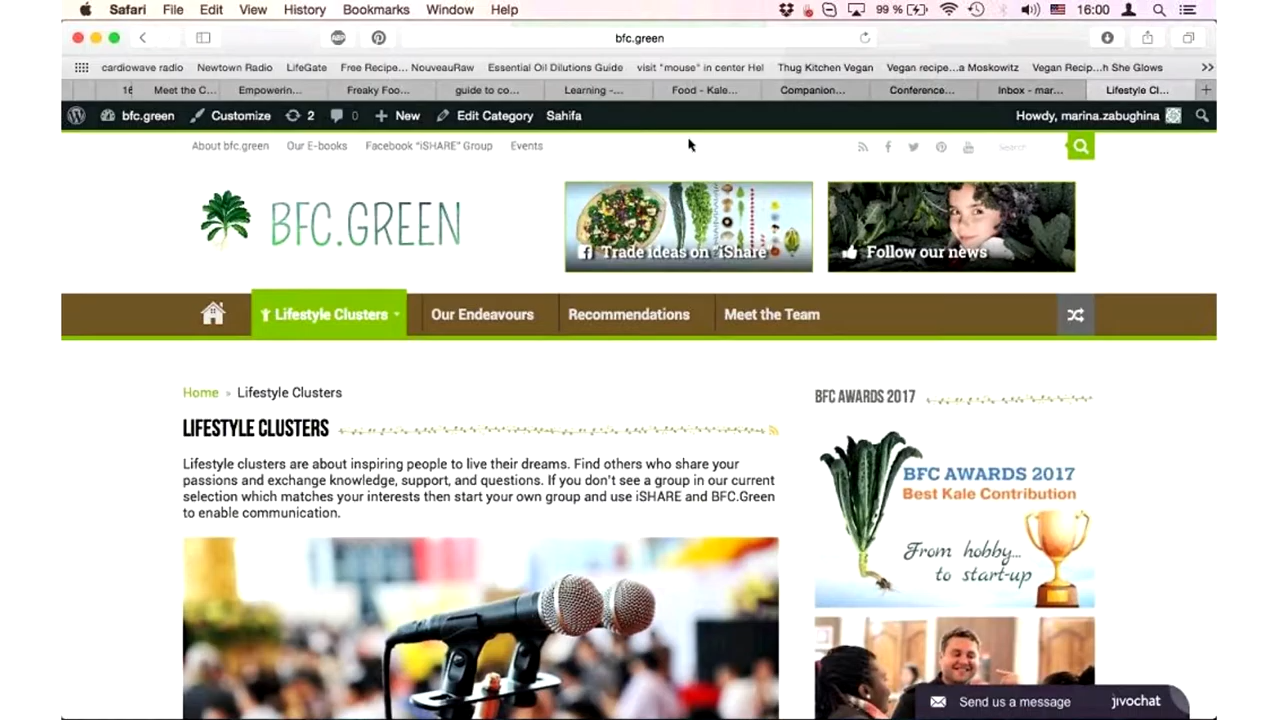 Safari File Edit View History Bookmarks Window Help 99 % 16:00
bfc.green
cardiowave radio Newtown Radio LifeGate Free Recipe... NouveauRaw Essential Oil Dilutions Guide visit "mouse" in center Hel Thug Kitchen Vegan Vegan recipe...a Moskowitz Vegan Recip...h She Glows
Meet the C... Empowerin... Freaky Foo... guide to co... Learning -... Food - Kale... Companion... Conference... Inbox - mar... Lifestyle Cl...
bfc.green Customize 2 0 New Edit Category Sahifa Howdy, marina.zabughina
About bfc.green Our E-books Facebook "iSHARE" Group Events Search
BFC.GREEN
Trade ideas on "iShare
Follow our news
Lifestyle Clusters Our Endeavours Recommendations Meet the Team
Home » Lifestyle Clusters
LIFESTYLE CLUSTERS
Lifestyle clusters are about inspiring people to live their dreams. Find others who share your
passions and exchange knowledge, support, and questions. If you don't see a group in our current
selection which matches your interests then start your own group and use iSHARE and BFC.Green
to enable communication.
BFC AWARDS 2017
BFC AWARDS 2017
Best Kale Contribution
From hobby...
to start-up
Send us a message jivochat